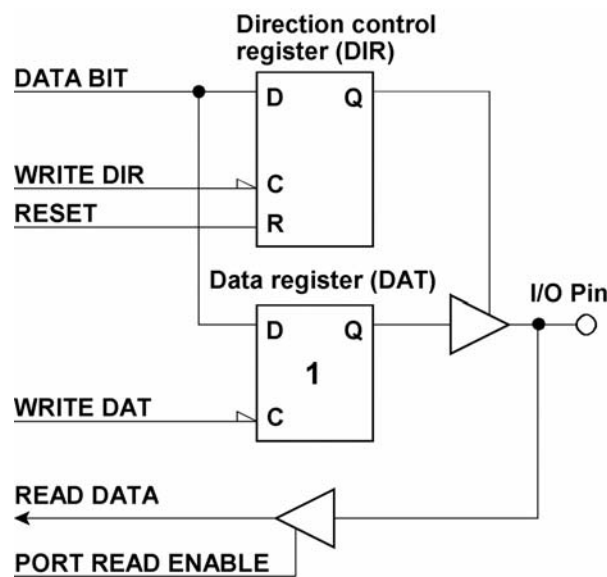 Direction control
register (DIR)
DATA BIT
D Q
WRITE DIR
C
RESET
R
Data register (DAT)
I/O Pin
D Q
1
WRITE DAT
C
READ DATA
PORT READ ENABLE